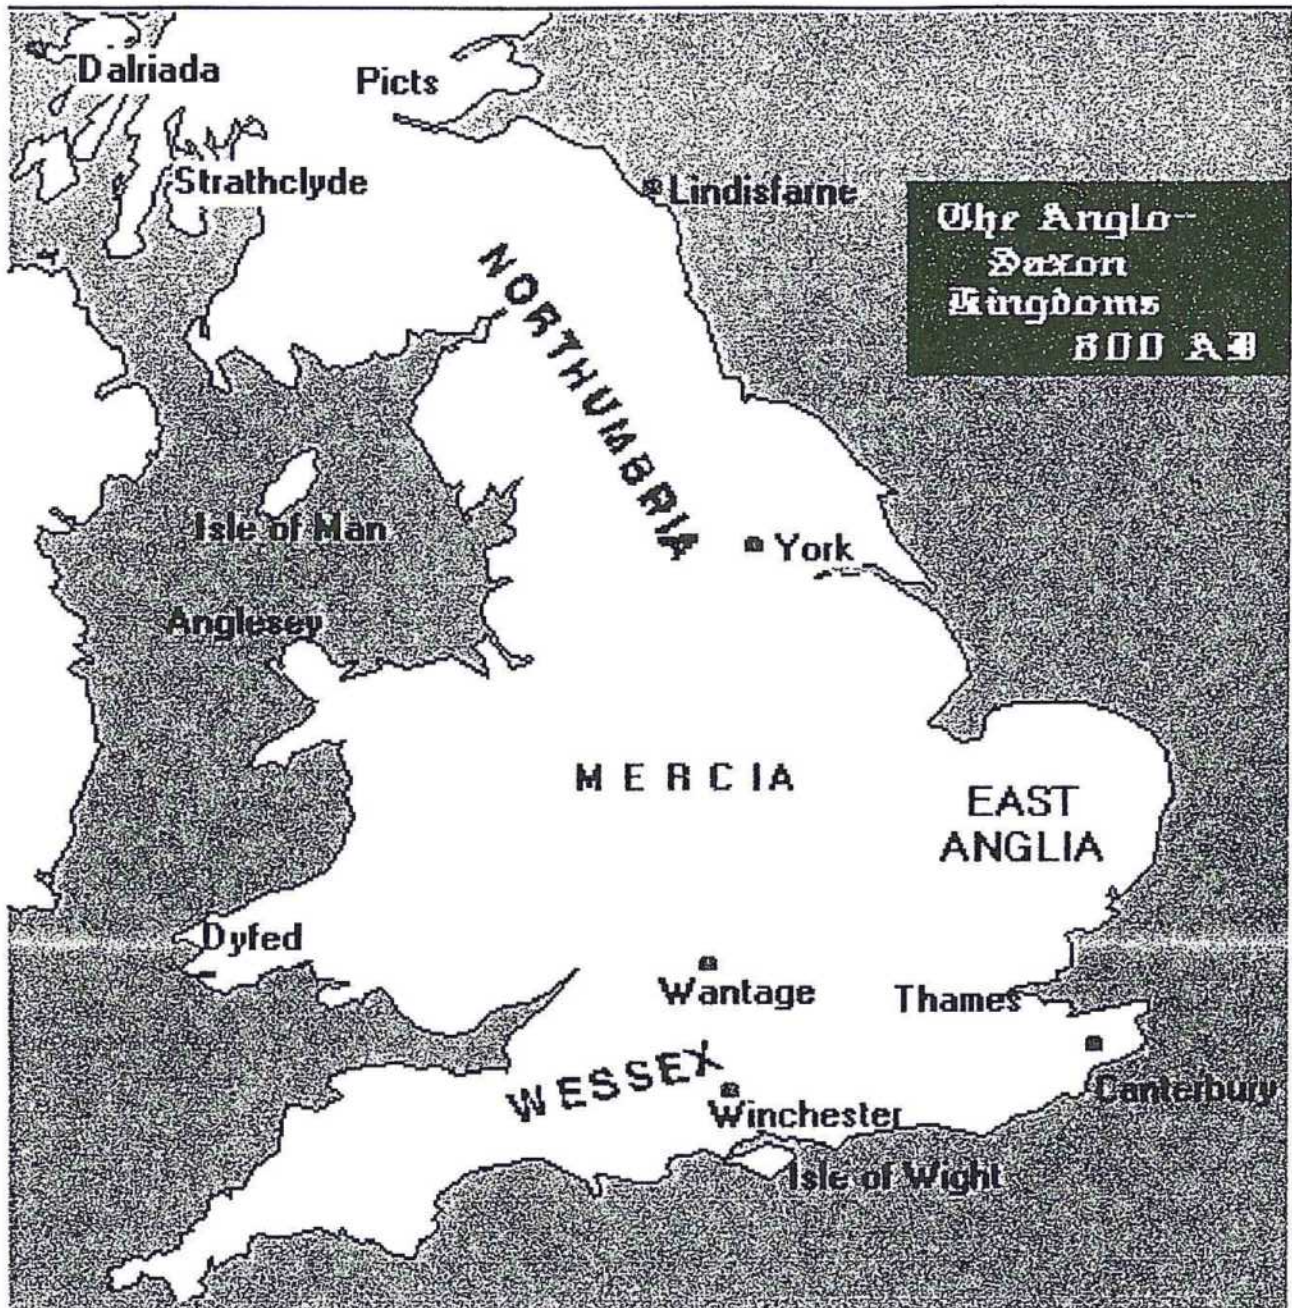 Dalriada
Picts
Strathclyde
Lindisfarne
The Anglo-
Saxon
Kingdoms
800 AD
NORTHUMBRIA
Isle of Man
York
Anglesey
MERCIA
EAST
ANGLIA
Dyfed
Wantage
Thames
WESSEX
Winchester
Canterbury
Isle of Wight